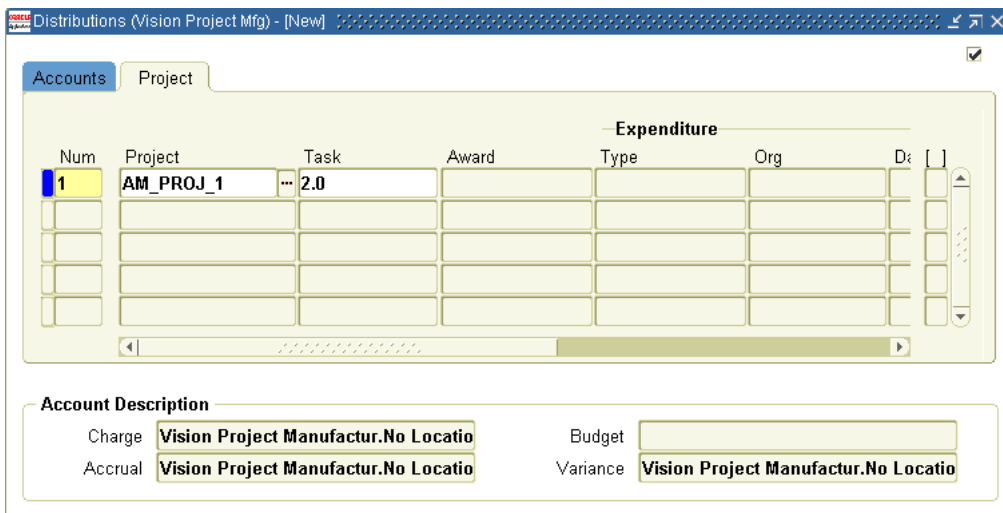 Distributions (Vision Project Mfg) - [New]
Accounts Project
Expenditure
Num Project Task Award Type Org [ ]
1 AM_PROJ_1 ... 2.0
Account Description
Charge Vision Project Manufactur.No Locatio Budget
Accrual Vision Project Manufactur.No Locatio Variance Vision Project Manufactur.No Locatio